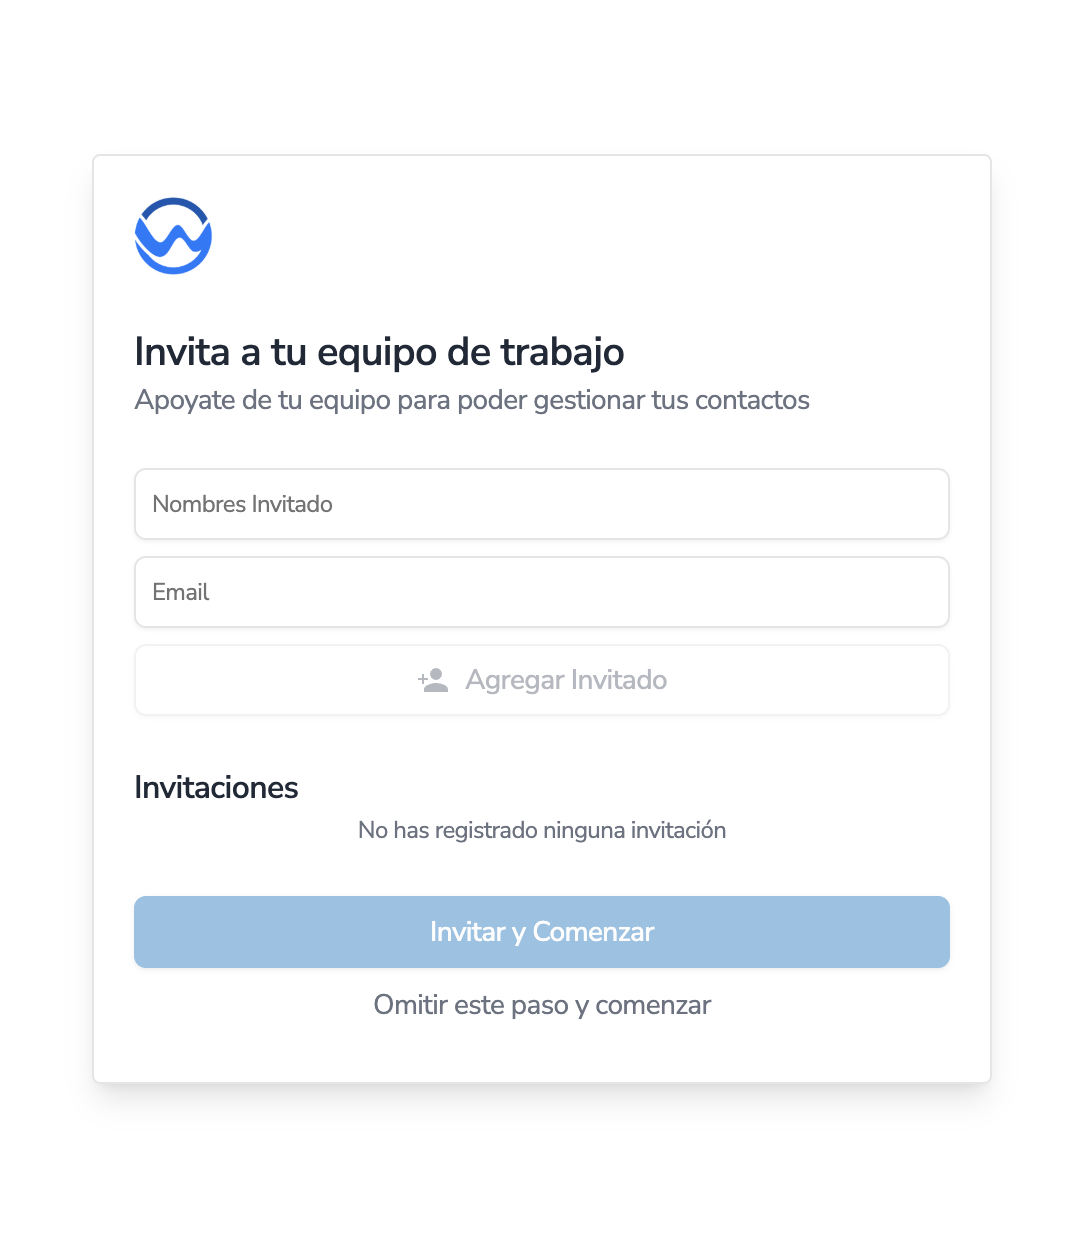 Invita a tu equipo de trabajo
Apoyate de tu equipo para poder gestionar tus contactos
Nombres Invitado
Email
Agregar Invitado
Invitaciones
No has registrado ninguna invitación
Invitar y Comenzar
Omitir este paso y comenzar